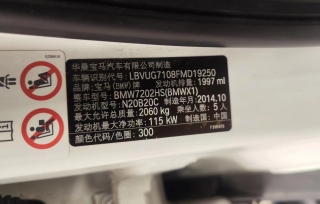 华晨宝马汽车有限公司制造
车辆识别代号: LBVUG7108FMD19250
品牌: 宝马(BMW)牌 发动机排量: 1997 ml
整车型号: BMW7202HS(BMWX1)
发动机型号: N20B20C 制造年月: 2014.10
最大允许总质量: 2060 kg 乘坐人数: 5 人
发动机最大净功率: 115 kW 制造国: 中国
颜色代码/色圈: 300